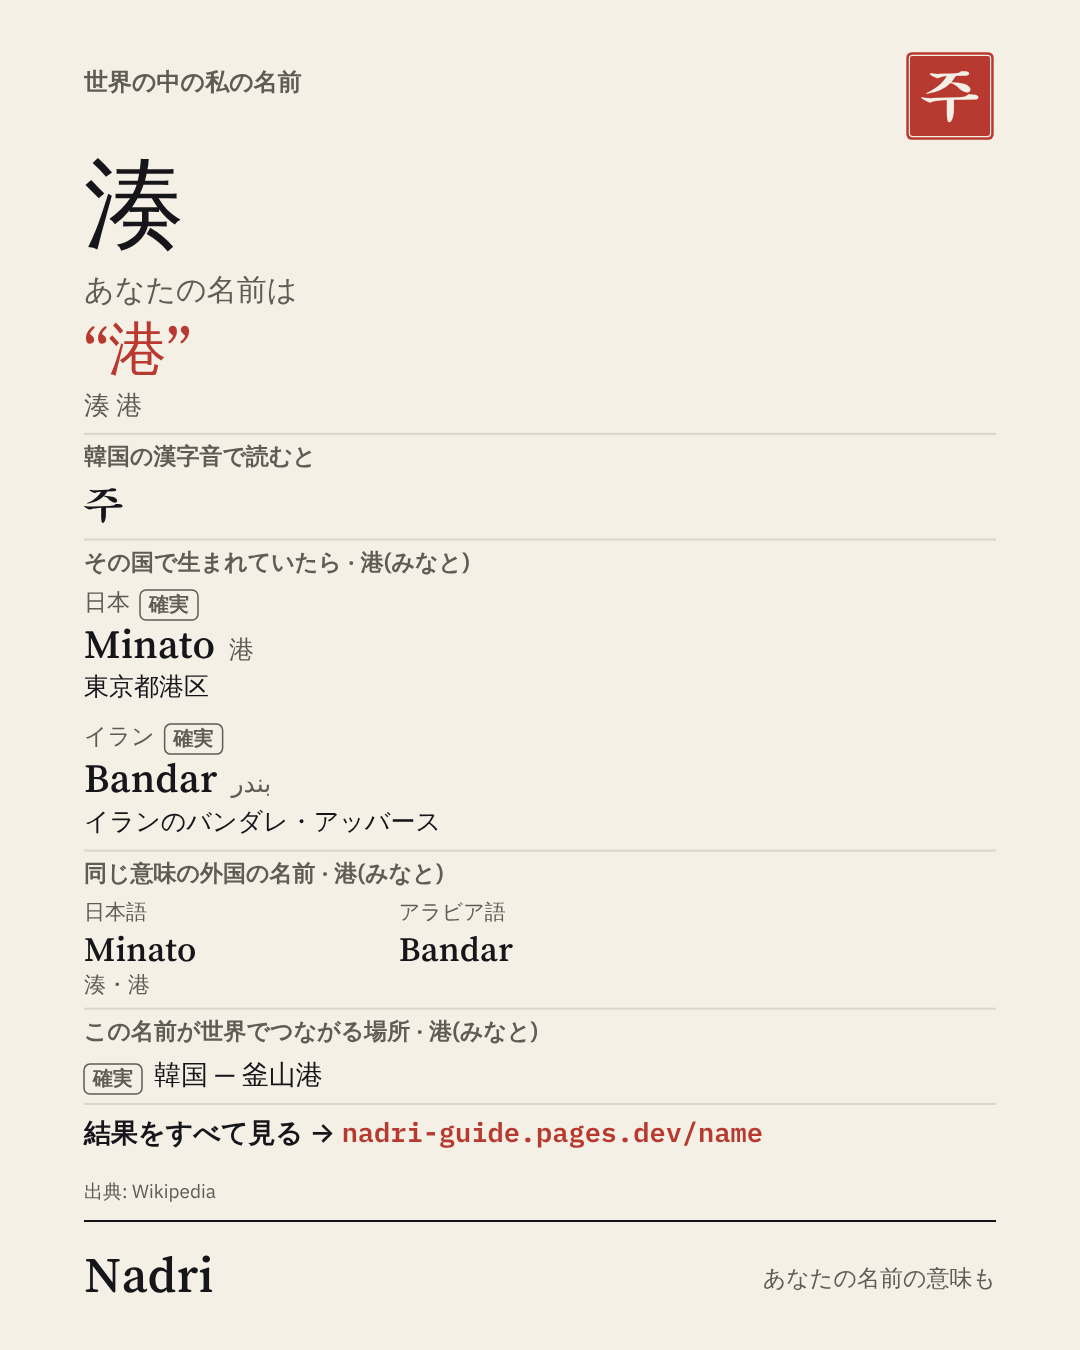 世界の中の私の名前
주
湊
あなたの名前は
“港”
湊 港
韓国の漢字音で読むと
주
その国で生まれていたら · 港(みなと)
日本 確実
Minato 港
東京都港区
イラン 確実
Bandar بندر
イランのバンダレ・アッバース
同じ意味の外国の名前 · 港(みなと)
日本語 アラビア語
Minato Bandar
湊・港
この名前が世界でつながる場所 · 港(みなと)
確実 韓国 — 釜山港
結果をすべて見る → nadri-guide.pages.dev/name
出典: Wikipedia
Nadri あなたの名前の意味も